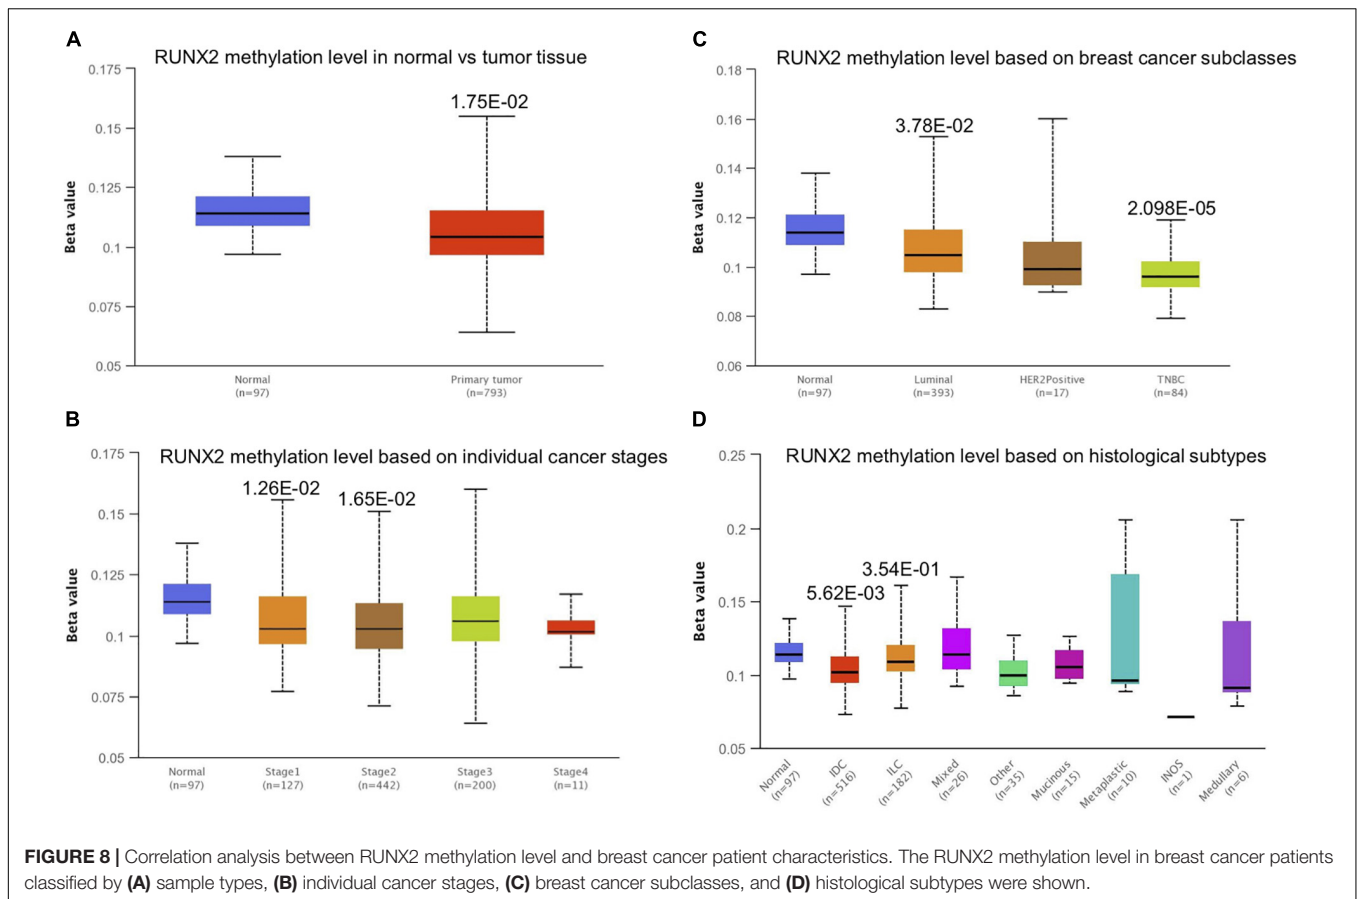 A
RUNX2 methylation level in normal vs tumor tissue
0.175
0.15
0.125
0.1
0.075
0.05
Beta value
1.75E-02
Normal
(n=97)
Primary tumor
(n=793)
B
RUNX2 methylation level based on individual cancer stages
0.175
0.15
0.125
0.1
0.075
0.05
Beta value
1.26E-02
1.65E-02
Normal
(n=97)
Stage1
(n=127)
Stage2
(n=442)
Stage3
(n=200)
Stage4
(n=11)
C
RUNX2 methylation level based on breast cancer subclasses
0.18
0.16
0.14
0.12
0.1
0.08
0.06
Beta value
3.78E-02
2.098E-05
Normal
(n=97)
Luminal
(n=393)
HER2Positive
(n=17)
TNBC
(n=84)
D
RUNX2 methylation level based on histological subtypes
0.25
0.2
0.15
0.1
0.05
Beta value
5.62E-03
3.54E-01
Normal
(n=97)
IDC
(n=516)
ILC
(n=182)
Mixed
(n=26)
Other
(n=35)
Mucinous
(n=15)
Metaplastic
(n=10)
INOS
(n=1)
Medullary
(n=6)
FIGURE 8 | Correlation analysis between RUNX2 methylation level and breast cancer patient characteristics. The RUNX2 methylation level in breast cancer patients
classified by (A) sample types, (B) individual cancer stages, (C) breast cancer subclasses, and (D) histological subtypes were shown.